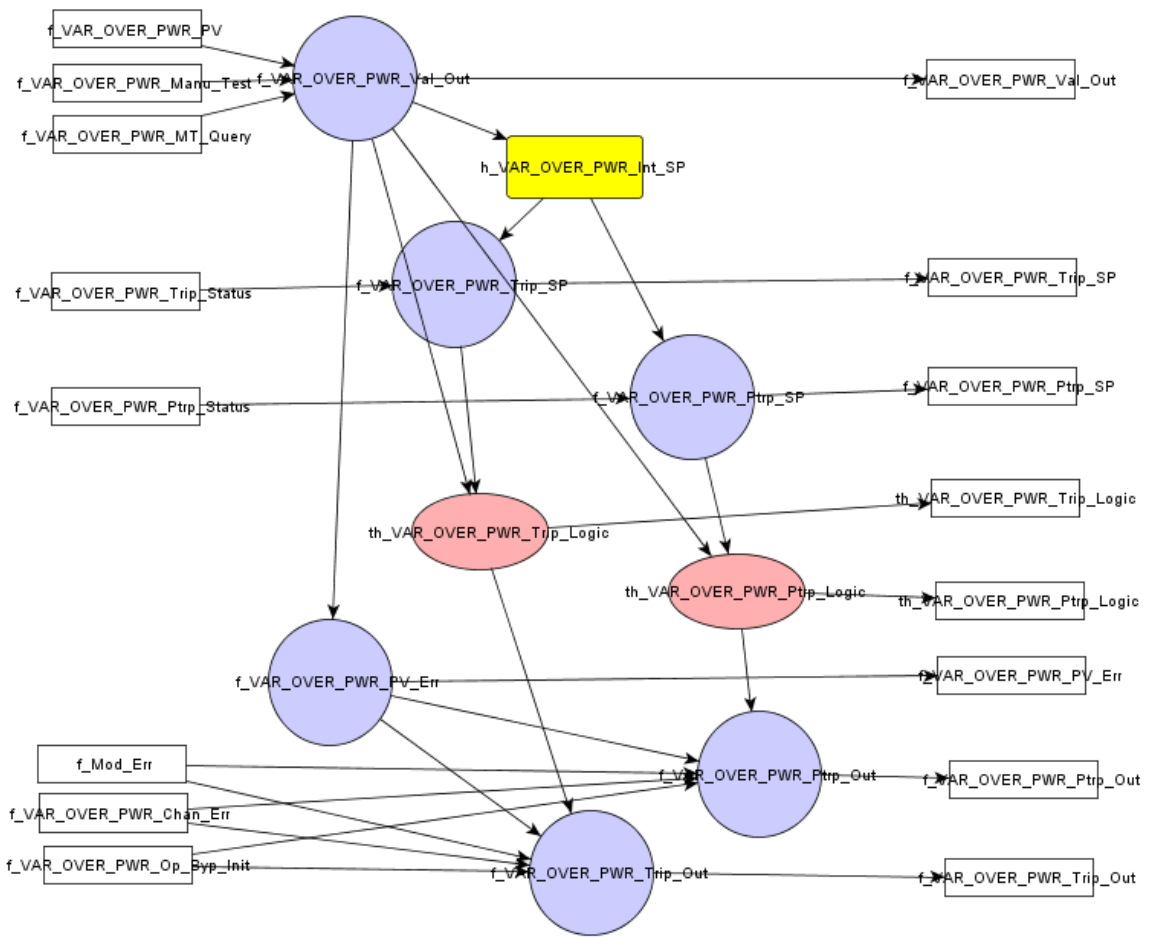 f_VAR_OVER_PWR_PV
f_VAR_OVER_PWR_Manu_Test
f_VAR_OVER_PWR_Val_Out
f_VAR_OVER_PWR_Val_Out
f_VAR_OVER_PWR_MT_Query
h_VAR_OVER_PWR_Int_SP
f_VAR_OVER_PWR_Trip_Status
f_VAR_OVER_PWR_Trip_SP
f_VAR_OVER_PWR_Trip_SP
f_VAR_OVER_PWR_Ptrp_Status
f_VAR_OVER_PWR_Ptrp_SP
f_VAR_OVER_PWR_Ptrp_SP
th_VAR_OVER_PWR_Trip_Logic
th_VAR_OVER_PWR_Trip_Logic
th_VAR_OVER_PWR_Ptrp_Logic
th_VAR_OVER_PWR_Ptrp_Logic
f_VAR_OVER_PWR_PV_Err
f_VAR_OVER_PWR_PV_Err
f_Mod_Err
f_VAR_OVER_PWR_Ptrp_Out
f_VAR_OVER_PWR_Ptrp_Out
f_VAR_OVER_PWR_Chan_Err
f_VAR_OVER_PWR_Op_Byp_Init
f_VAR_OVER_PWR_Trip_Out
f_VAR_OVER_PWR_Trip_Out